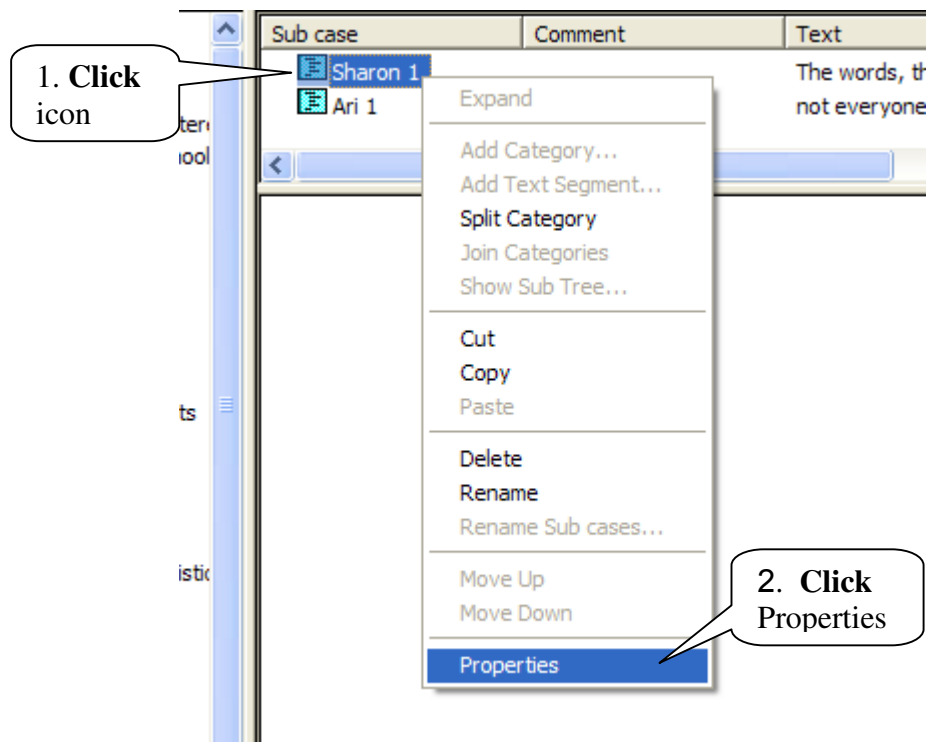 Sub case Comment Text
1. Click
icon
Sharon 1 The words, th
Ari 1 not everyone
Expand
Add Category...
Add Text Segment...
Split Category
Join Categories
Show Sub Tree...
Cut
Copy
Paste
Delete
Rename
Rename Sub cases...
Move Up
Move Down
Properties
2. Click
Properties
ool
ts